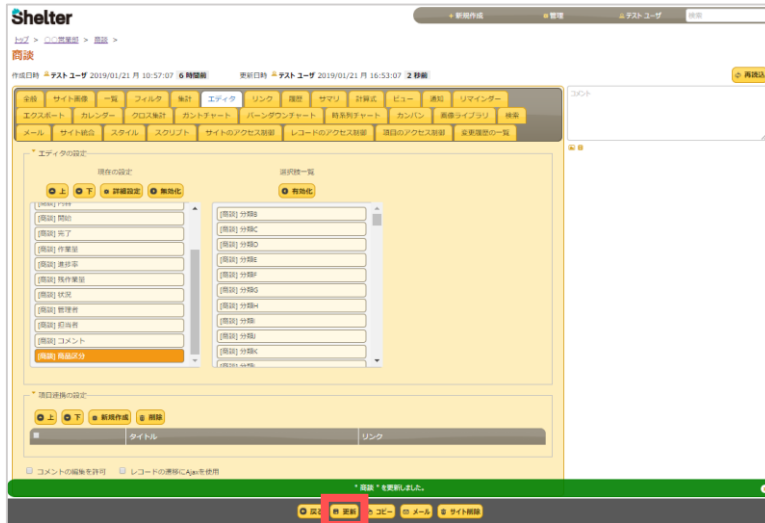 Shelter
+ 新規作成
管理
テスト ユーザ
検索
トップ > 〇〇営業部 > 商談 >
商談
作成日時 テスト ユーザ 2019/01/21 月 10:57:07 6 時間前 更新日時 テスト ユーザ 2019/01/21 月 16:53:07 2 秒前
再読込
全般 サイト画像 一覧 フィルタ 集計 エディタ リンク 履歴 サマリ 計算式 ビュー 通知 リマインダー
エクスポート カレンダー クロス集計 ガントチャート バーンダウンチャート 時系列チャート カンバン 画像ライブラリ 検索
メール サイト統合 スタイル スクリプト サイトのアクセス制御 レコードのアクセス制御 項目のアクセス制御 変更履歴の一覧
コメント
* エディタの設定
現在の設定
選択肢一覧
上 下 詳細設定 無効化
有効化
[商談] 内容
[商談] 開始
[商談] 完了
[商談] 作業量
[商談] 進捗率
[商談] 残作業量
[商談] 状況
[商談] 管理者
[商談] 担当者
[商談] コメント
[商談] 商品区分
[商談] 分類B
[商談] 分類C
[商談] 分類D
[商談] 分類E
[商談] 分類F
[商談] 分類G
[商談] 分類H
[商談] 分類I
[商談] 分類J
[商談] 分類K
* 項目連携の設定
上 下 新規作成 削除
タイトル リンク
コメントの編集を許可 レコードの遷移にAjaxを使用
" 商談 " を更新しました。
戻る 更新 コピー メール サイト削除